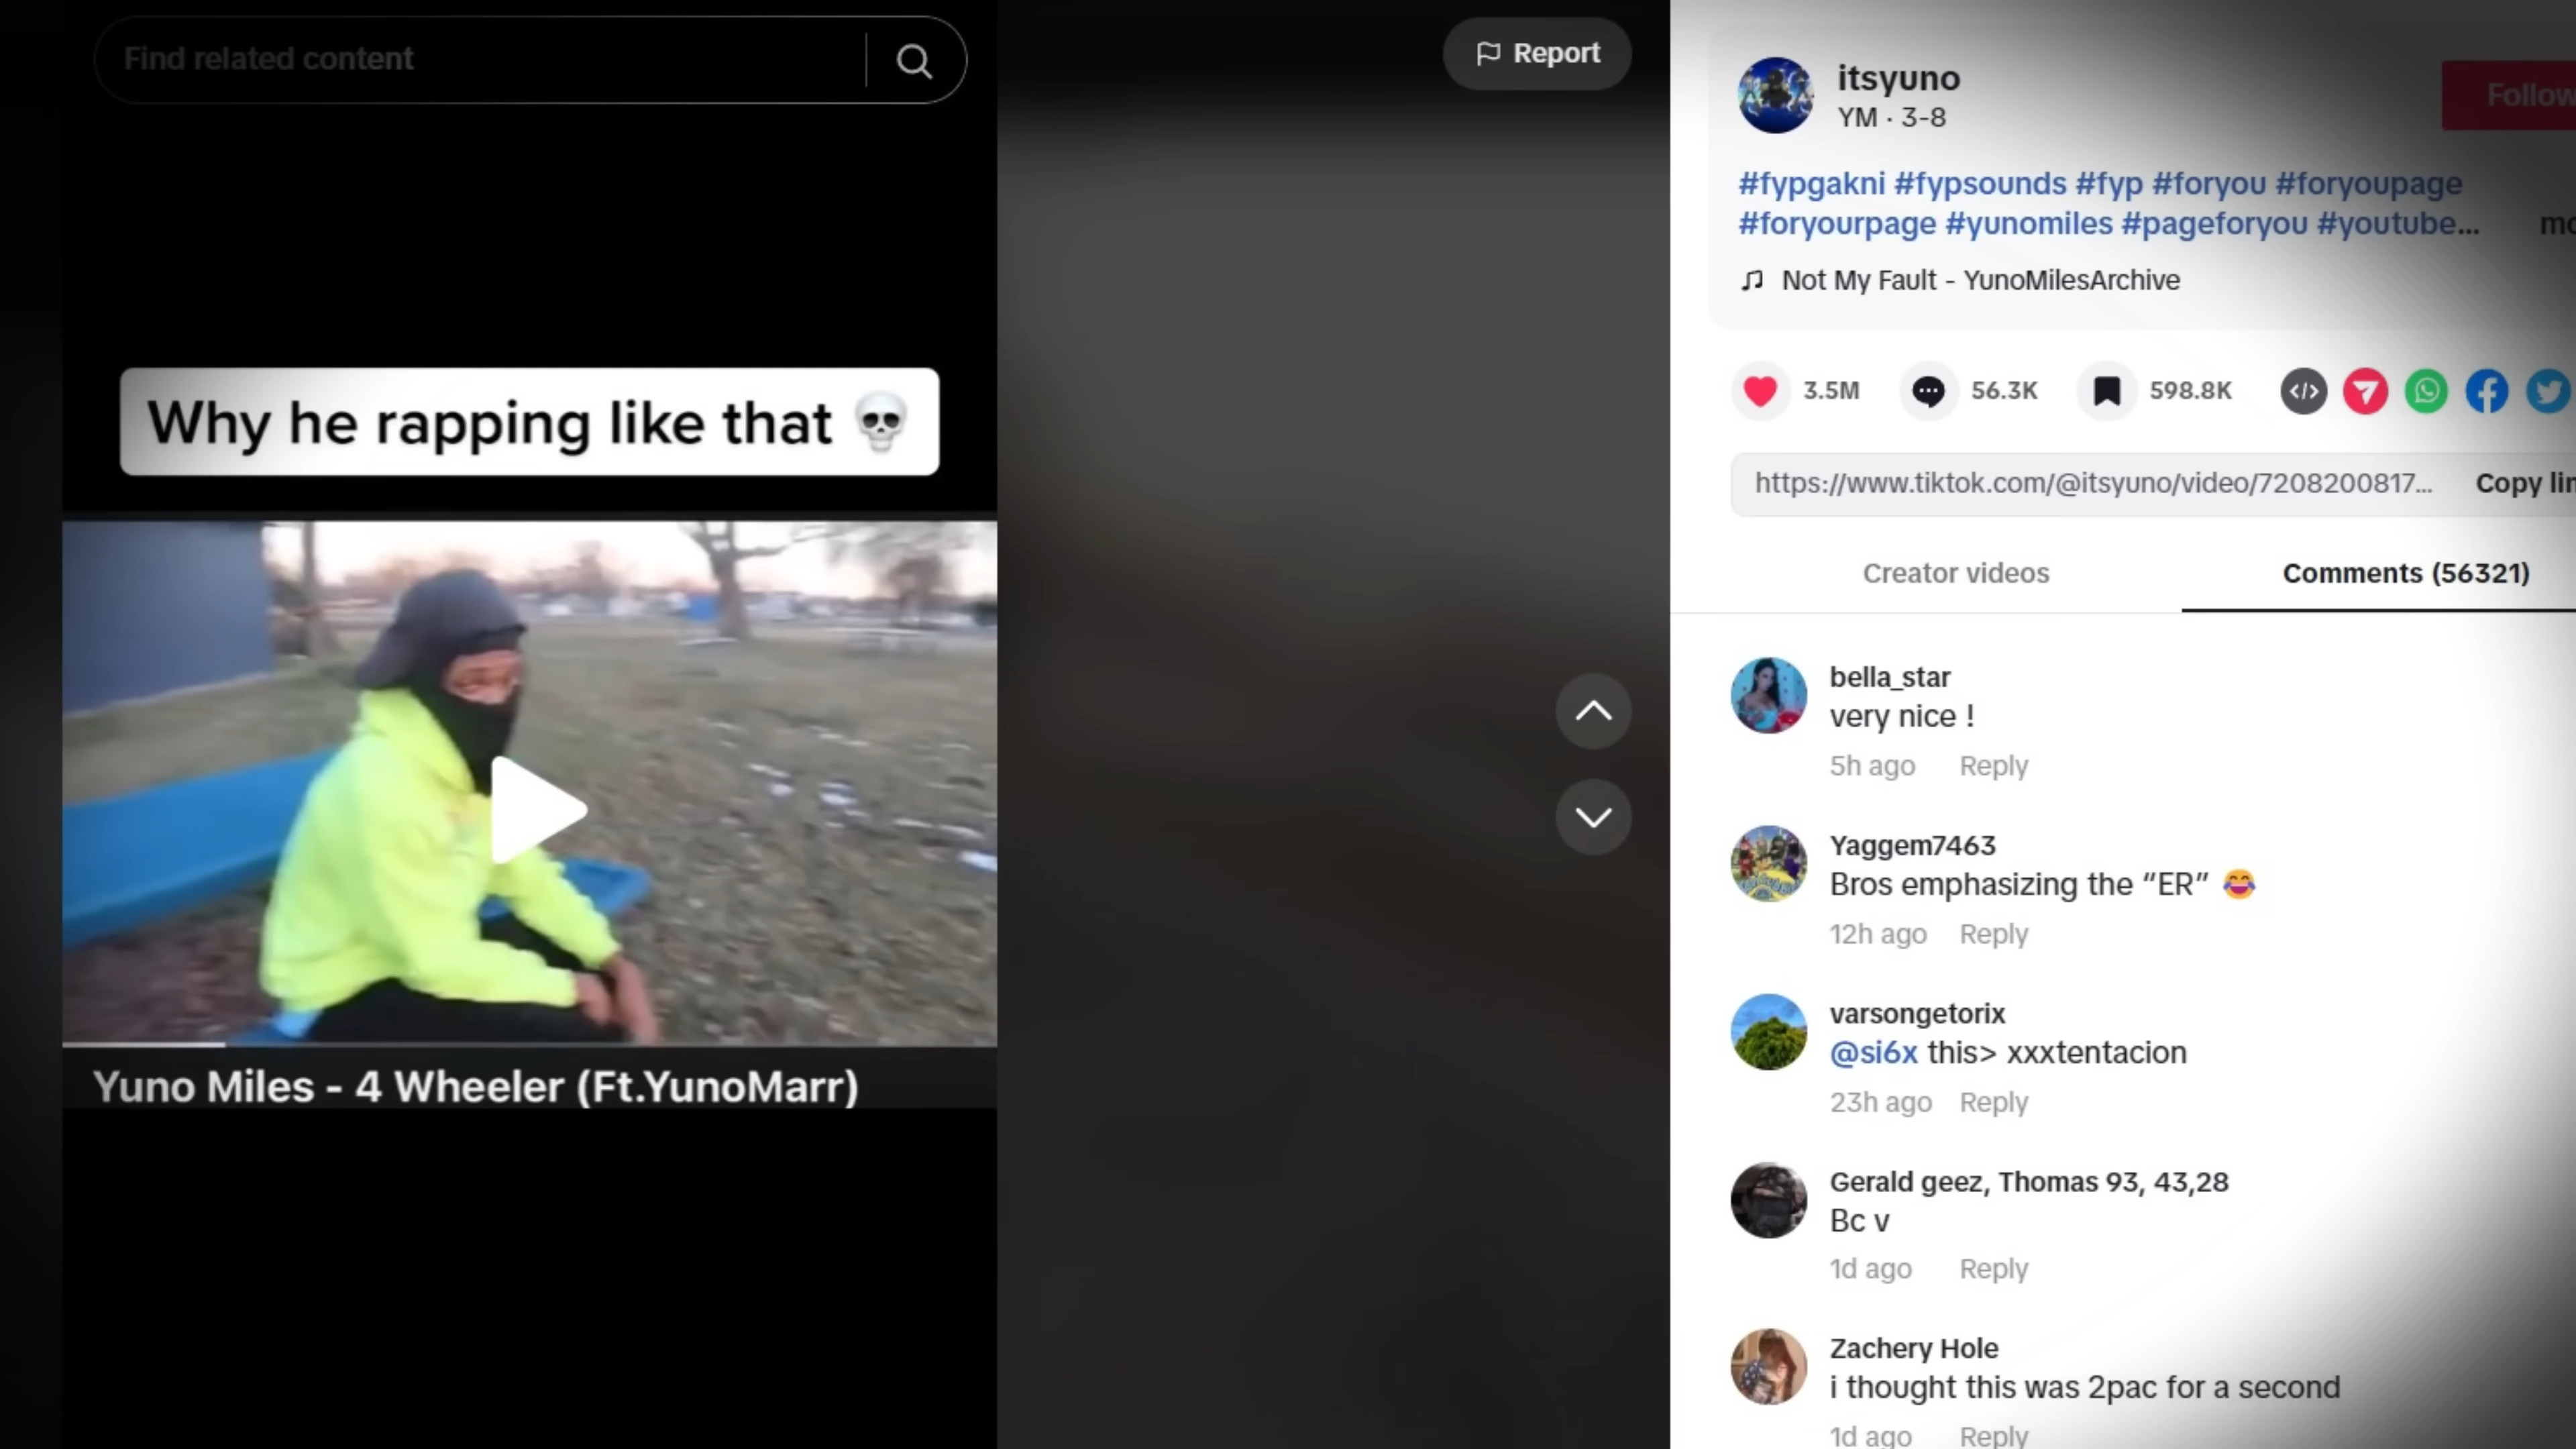 Find related content
Report
Why he rapping like that 💀
Yuno Miles - 4 Wheeler (Ft.YunoMarr)
itsyuno
YM · 3-8
Follow
#fypgakni #fypsounds #fyp #foryou #foryoupage
#foryourpage #yunomiles #pageforyou #youtube...
Not My Fault - YunoMilesArchive
3.5M 56.3K 598.8K
https://www.tiktok.com/@itsyuno/video/7208200817...
Copy lin
Creator videos
Comments (56321)
bella_star
very nice !
5h ago Reply
Yaggem7463
Bros emphasizing the “ER” 😂
12h ago Reply
varsongetorix
@si6x this> xxxtentacion
23h ago Reply
Gerald geez, Thomas 93, 43,28
Bc v
1d ago Reply
Zachery Hole
i thought this was 2pac for a second
1d ago Reply